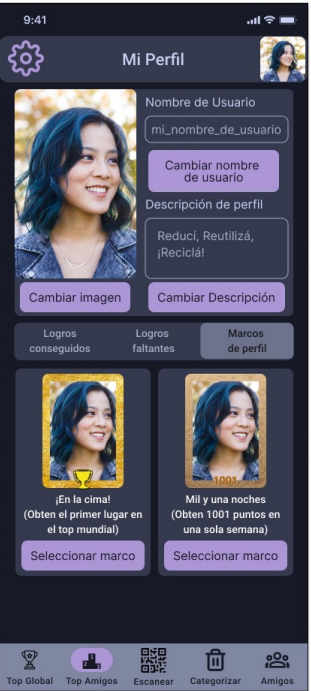 9:41
Mi Perfil
Nombre de Usuario
mi_nombre_de_usuario
Cambiar nombre
de usuario
Descripción de perfil
Reducí, Reutilizá,
¡Reciclá!
Cambiar imagen
Cambiar Descripción
Logros
conseguidos
Logros
faltantes
Marcos
de perfil
¡En la cima!
(Obten el primer lugar en
el top mundial)
Seleccionar marco
1001
Mil y una noches
(Obten 1001 puntos en
una sola semana)
Seleccionar marco
Top Global
Top Amigos
Escanear
Categorizar
Amigos